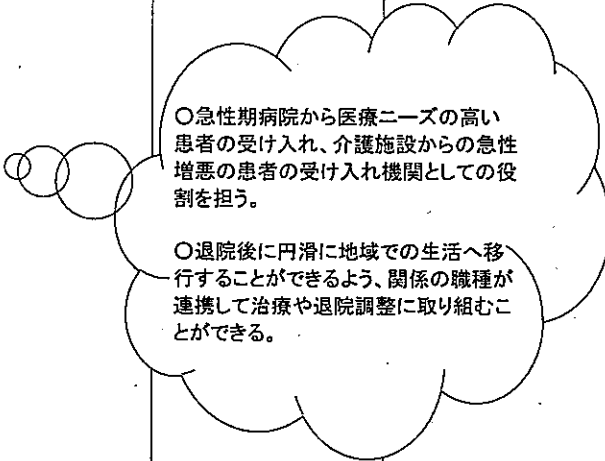 〇急性期病院から医療ニーズの高い
患者の受け入れ、介護施設からの急性
増悪の患者の受け入れ機関としての役
割を担う。
〇退院後に円滑に地域での生活へ移
行することができるよう、関係の職種が
連携して治療や退院調整に取り組むこ
とができる。